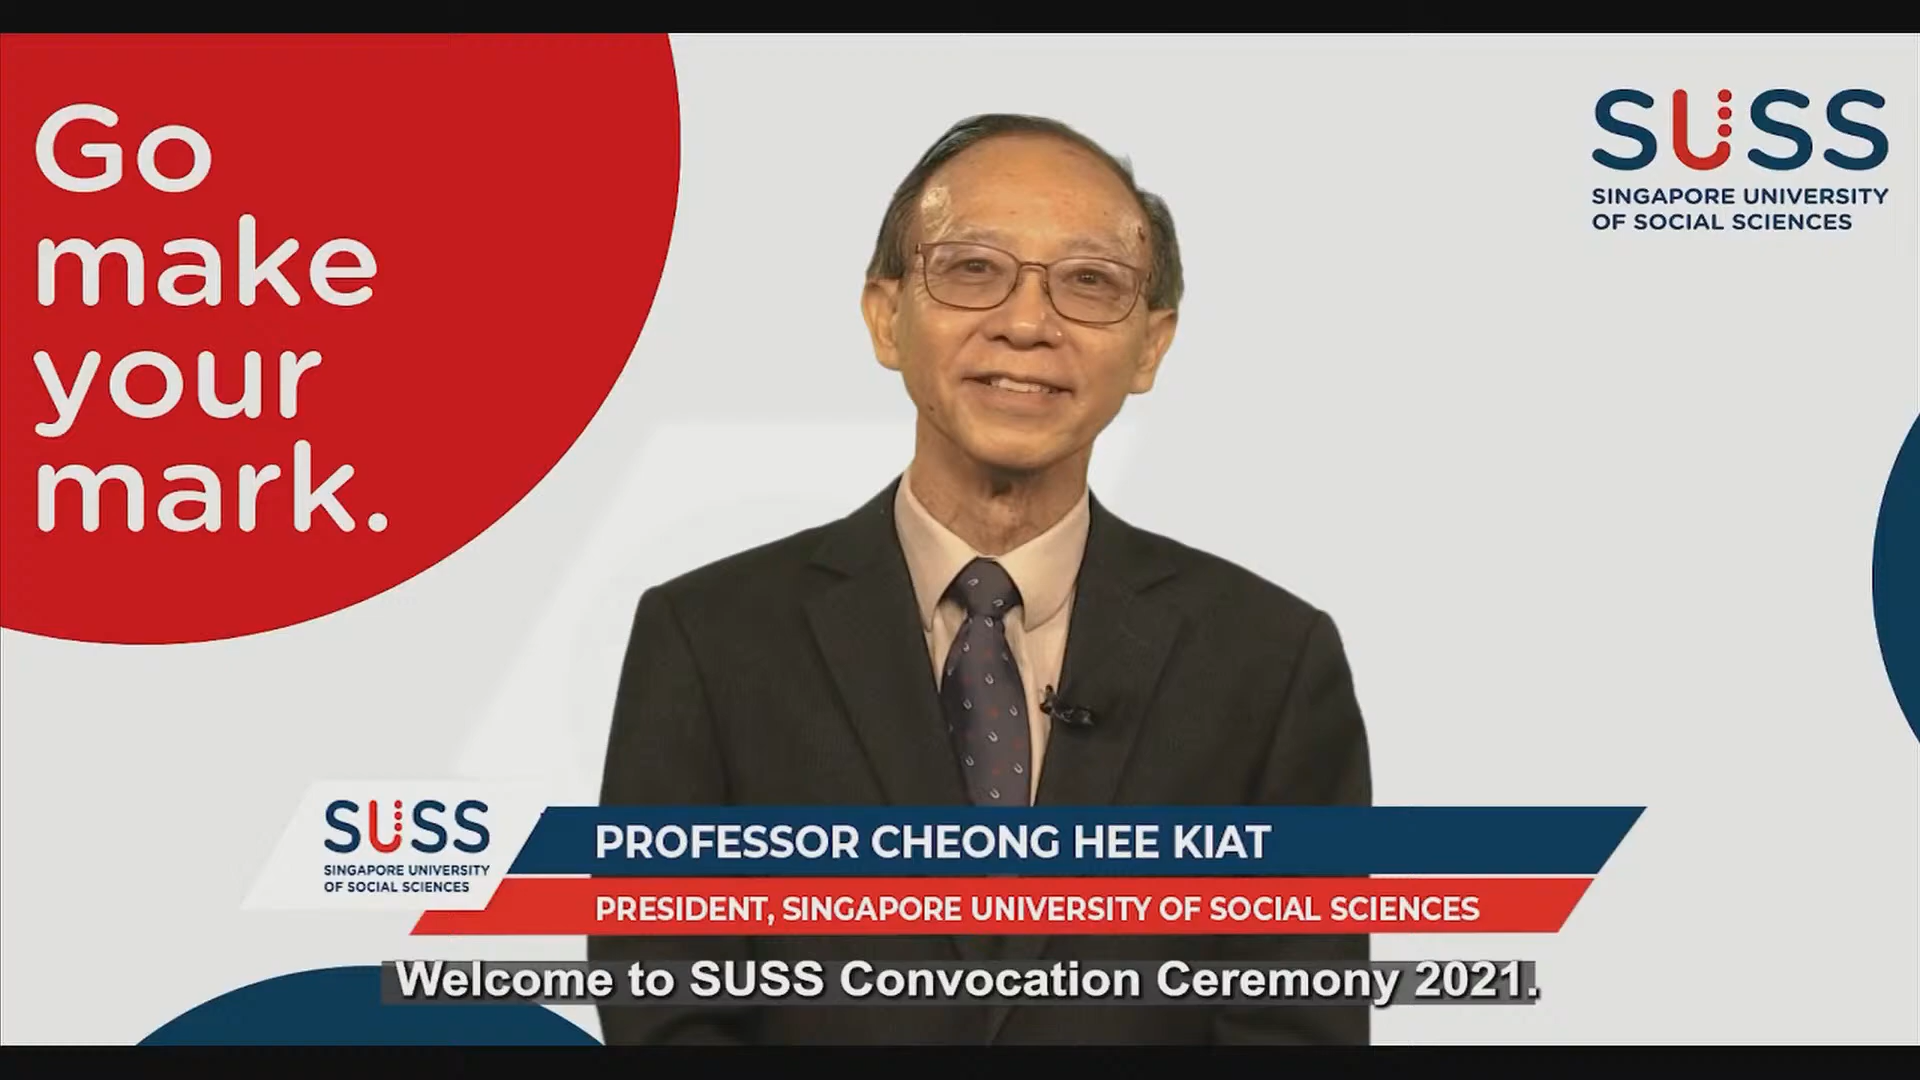 Go
make
your
mark.
SUSS
SINGAPORE UNIVERSITY
OF SOCIAL SCIENCES
SUSS
SINGAPORE UNIVERSITY
OF SOCIAL SCIENCES
PROFESSOR CHEONG HEE KIAT
PRESIDENT, SINGAPORE UNIVERSITY OF SOCIAL SCIENCES
Welcome to SUSS Convocation Ceremony 2021.